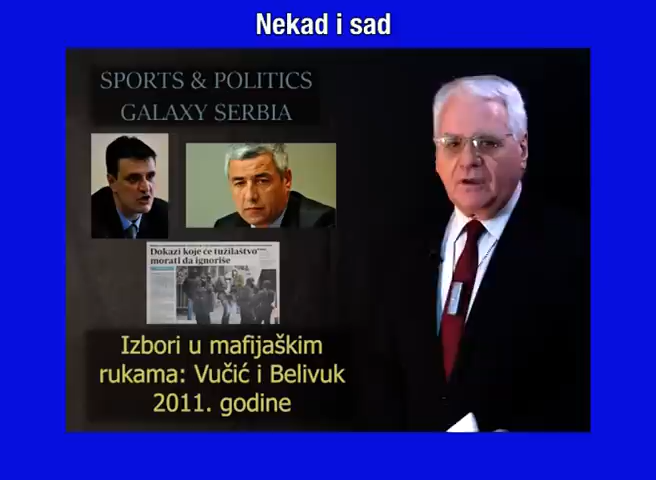 Nekad i sad
SPORTS & POLITICS
GALAXY SERBIA
Dokazi koje će tužilaštvo
morati da ignoriše
Izbori u mafijaškim
rukama: Vučić i Belivuk
2011. godine